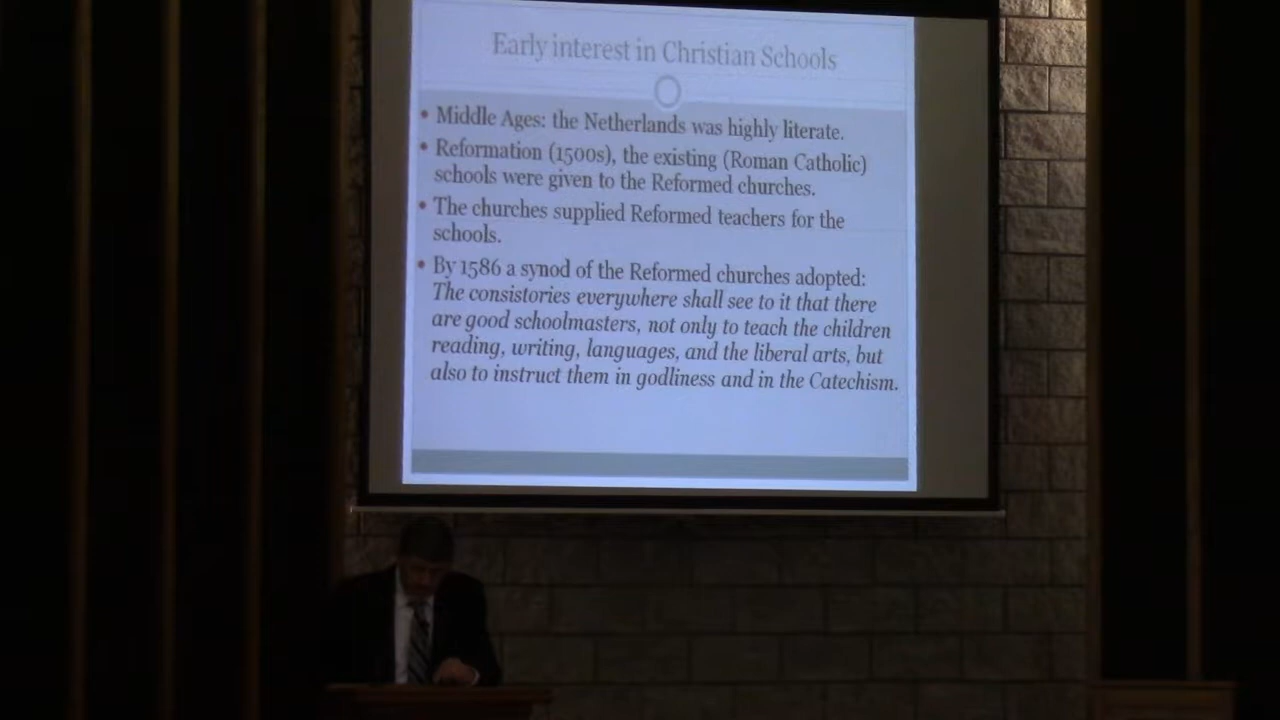 Early interest in Christian Schools
• Middle Ages: the Netherlands was highly literate.
• Reformation (1500s), the existing (Roman Catholic)
schools were given to the Reformed churches.
• The churches supplied Reformed teachers for the
schools.
• By 1586 a synod of the Reformed churches adopted:
The consistories everywhere shall see to it that there
are good schoolmasters, not only to teach the children
reading, writing, languages, and the liberal arts, but
also to instruct them in godliness and in the Catechism.